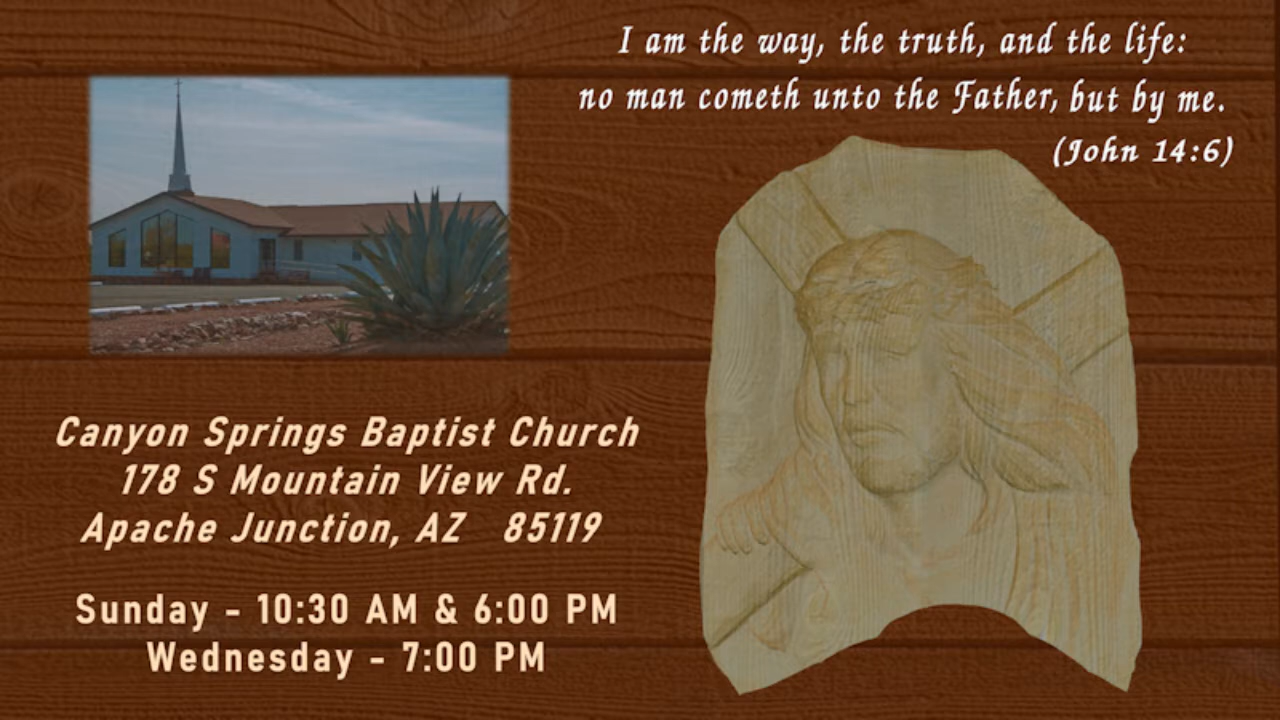 I am the way, the truth, and the life:
no man cometh unto the Father, but by me.
(John 14:6)
Canyon Springs Baptist Church
178 S Mountain View Rd.
Apache Junction, AZ 85119
Sunday - 10:30 AM & 6:00 PM
Wednesday - 7:00 PM